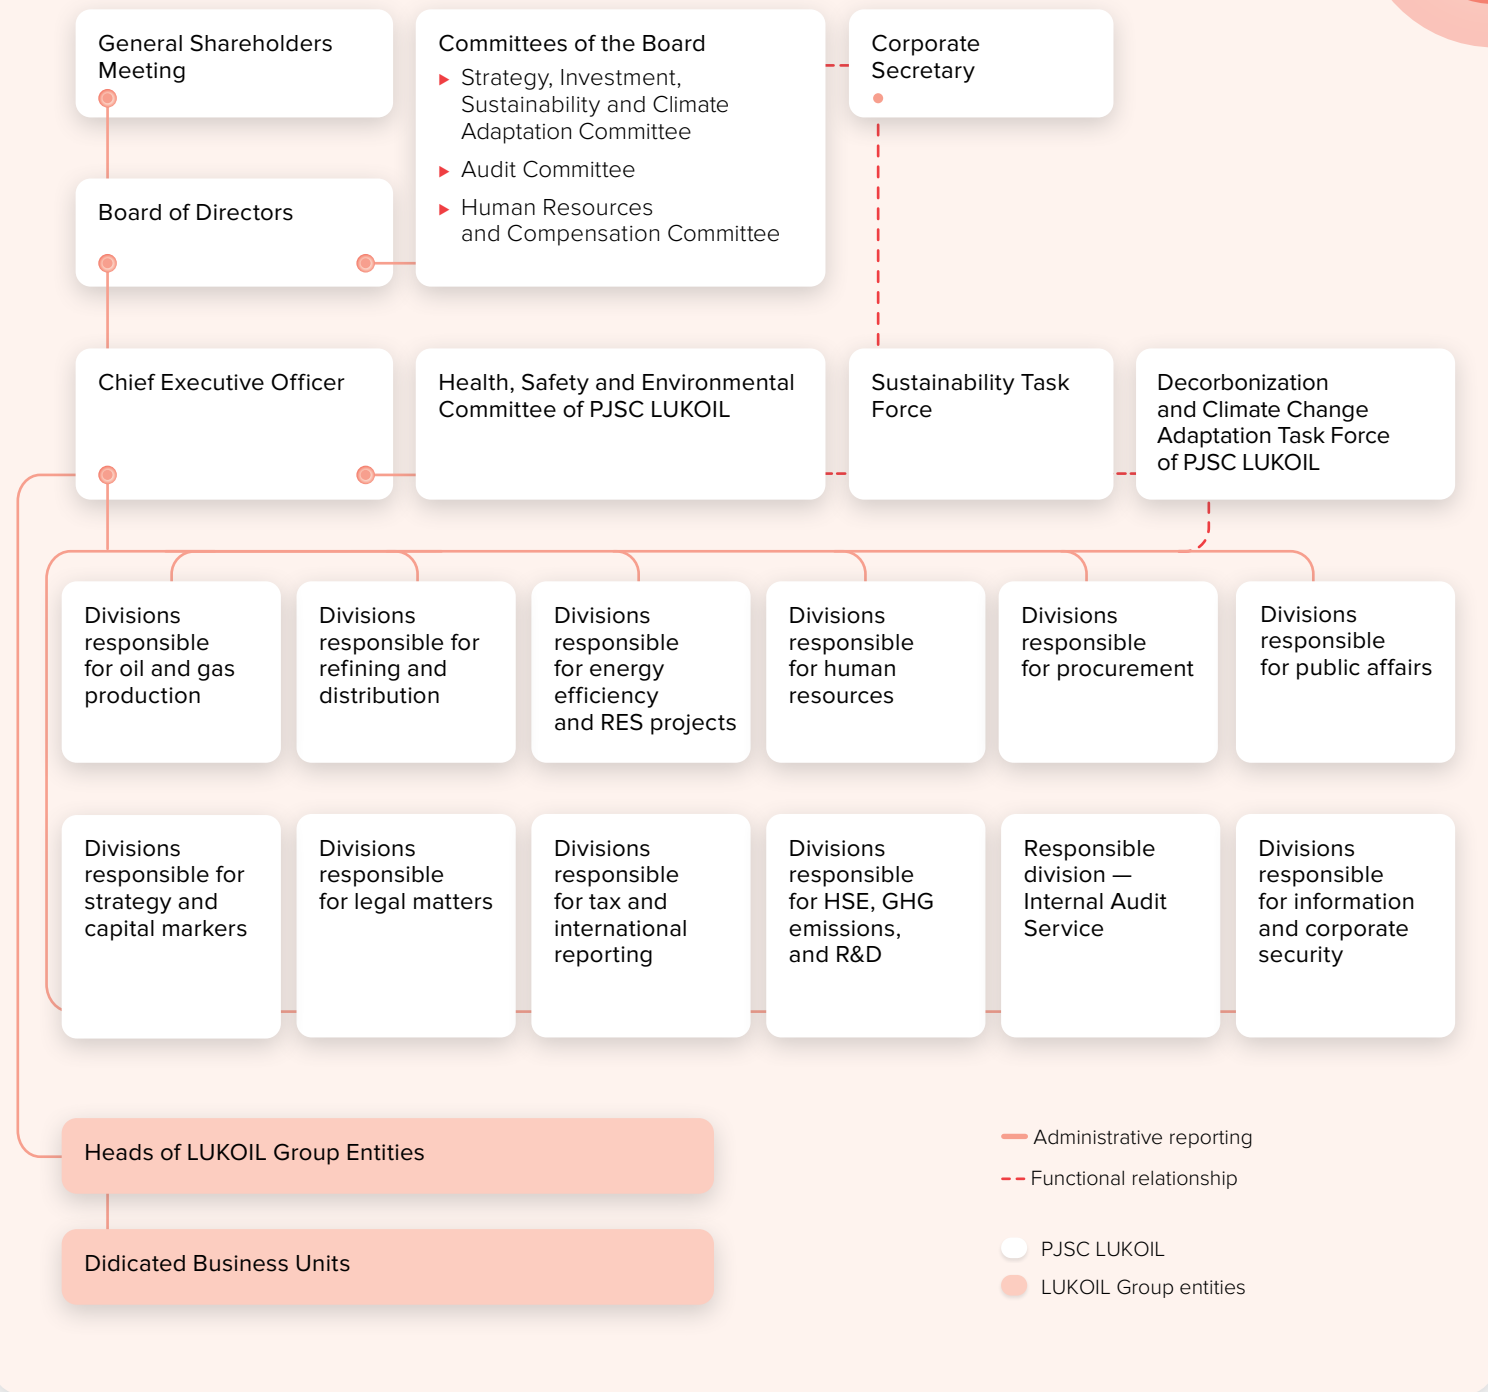 General Shareholders
Meeting
Committees of the Board
Strategy, Investment,
Sustainability and Climate
Adaptation Committee
Audit Committee
Human Resources
and Compensation Committee
Corporate
Secretary
Board of Directors
Chief Executive Officer
Health, Safety and Environmental
Committee of PJSC LUKOIL
Sustainability Task
Force
Decorbonization
and Climate Change
Adaptation Task Force
of PJSC LUKOIL
Divisions
responsible
for oil and gas
production
Divisions
responsible for
refining and
distribution
Divisions
responsible
for energy
efficiency
and RES projects
Divisions
responsible
for human
resources
Divisions
responsible
for procurement
Divisions
responsible
for public affairs
Divisions
responsible for
strategy and
capital markers
Divisions
responsible
for legal matters
Divisions
responsible
for tax and
international
reporting
Divisions
responsible
for HSE, GHG
emissions,
and R&D
Responsible
division —
Internal Audit
Service
Divisions
responsible
for information
and corporate
security
Heads of LUKOIL Group Entities
Didicated Business Units
Administrative reporting
Functional relationship
PJSC LUKOIL
LUKOIL Group entities